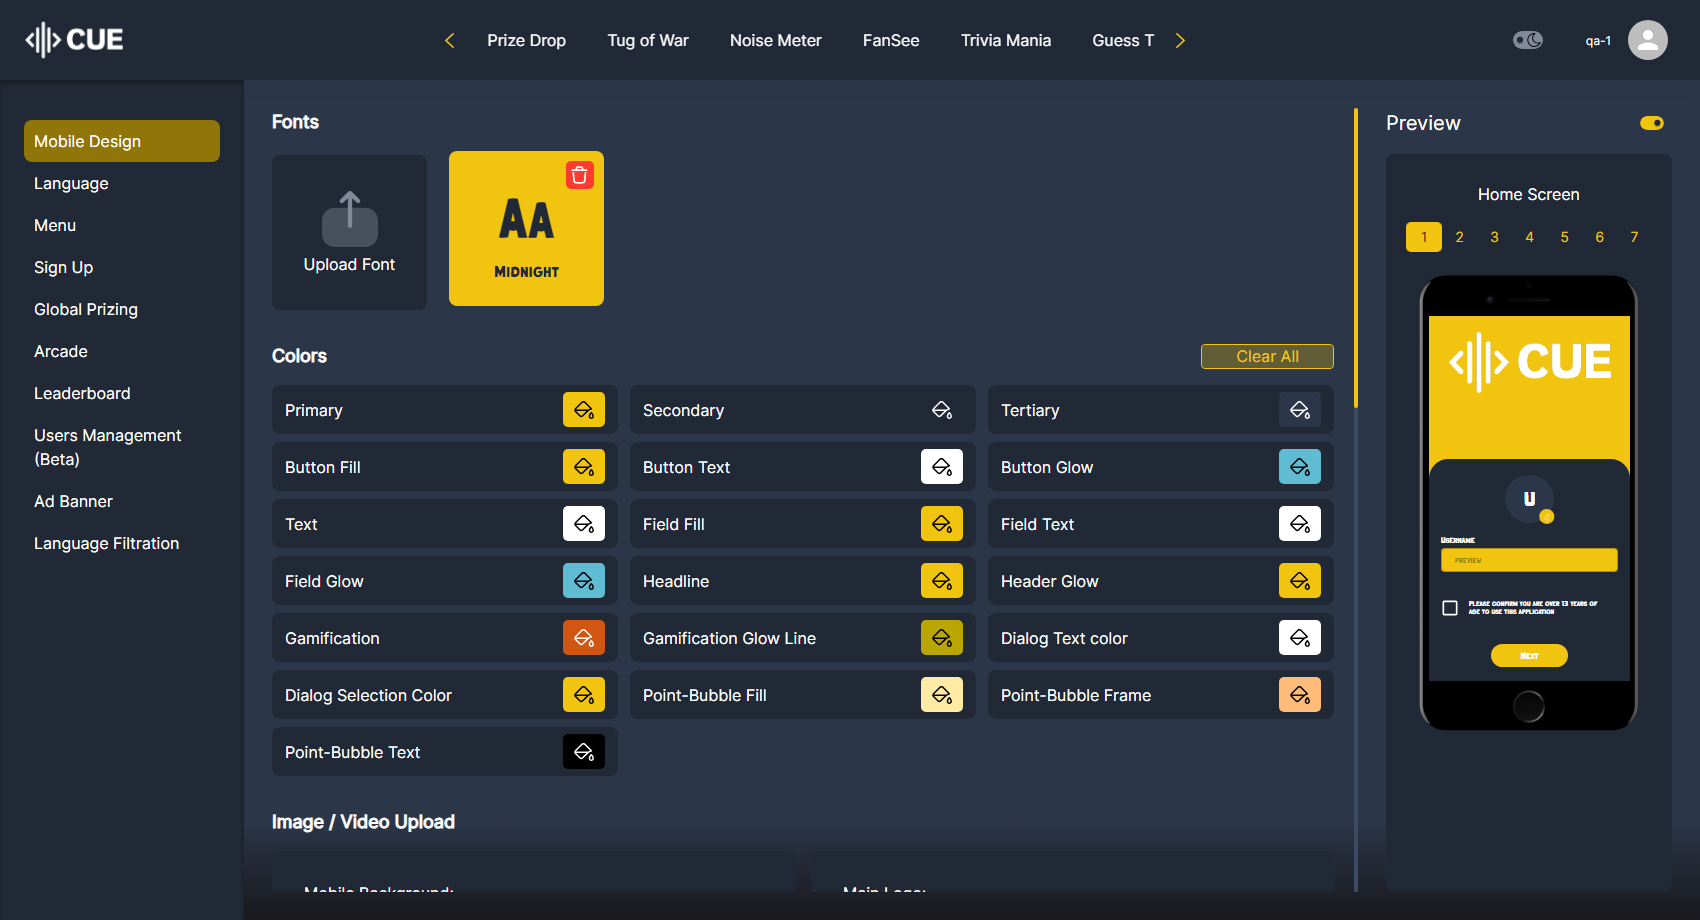 CUE
Prize Drop
Tug of War
Noise Meter
FanSee
Trivia Mania
Guess T
qa-1
Mobile Design
Language
Menu
Sign Up
Global Prizing
Arcade
Leaderboard
Users Management
(Beta)
Ad Banner
Language Filtration
Fonts
Upload Font
AA
MIDNIGHT
Colors
Clear All
Primary
Secondary
Tertiary
Button Fill
Button Text
Button Glow
Text
Field Fill
Field Text
Field Glow
Headline
Header Glow
Gamification
Gamification Glow Line
Dialog Text color
Dialog Selection Color
Point-Bubble Fill
Point-Bubble Frame
Point-Bubble Text
Image / Video Upload
Mobile Background:
Main Logo:
Preview
Home Screen
1 2 3 4 5 6 7
CUE
U
USERNAME
PREVIEW
PLEASE CONFIRM YOU ARE OVER 13 YEARS OF
AGE TO USE THIS APPLICATION
NEXT